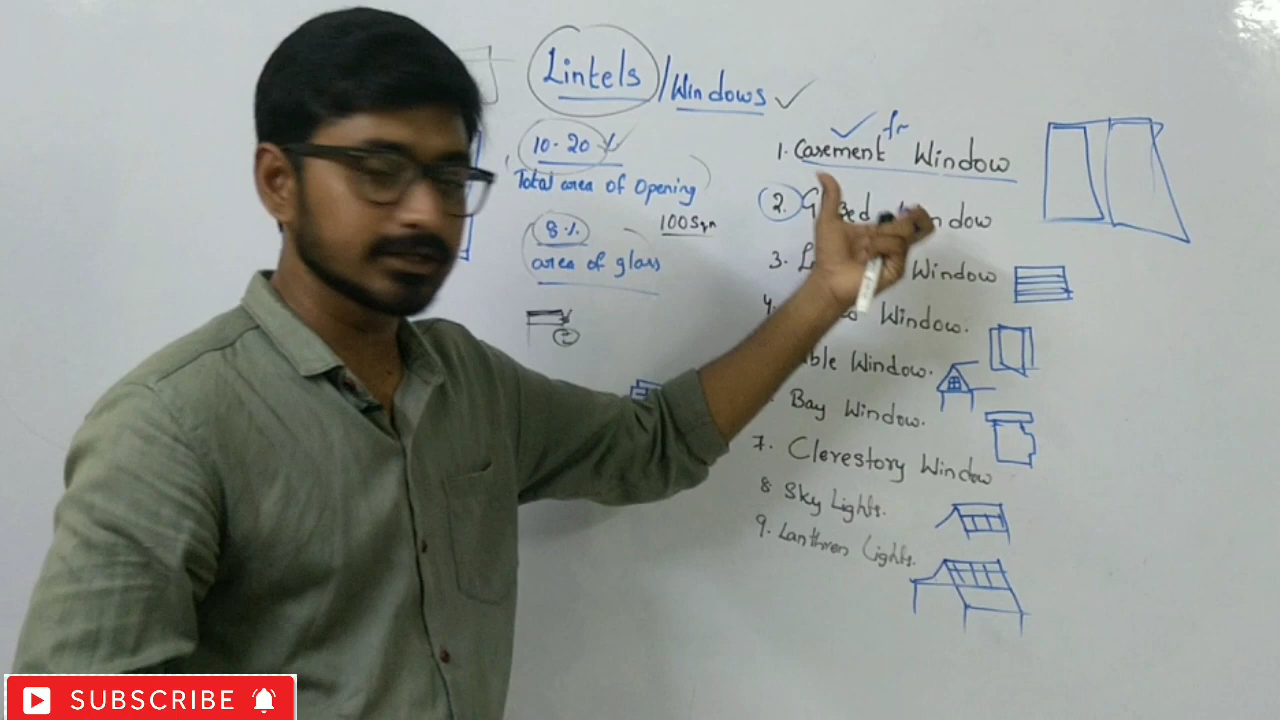 Lintels/Windows
10-20%
Total area of Opening
8%
100Sqm
area of glass
1. Casement Window
2. Window
3. Window
4. Window.
Window.
Bay Window.
7. Clerestory Window
8 Sky Lights.
9. Lanthren Lights.
SUBSCRIBE